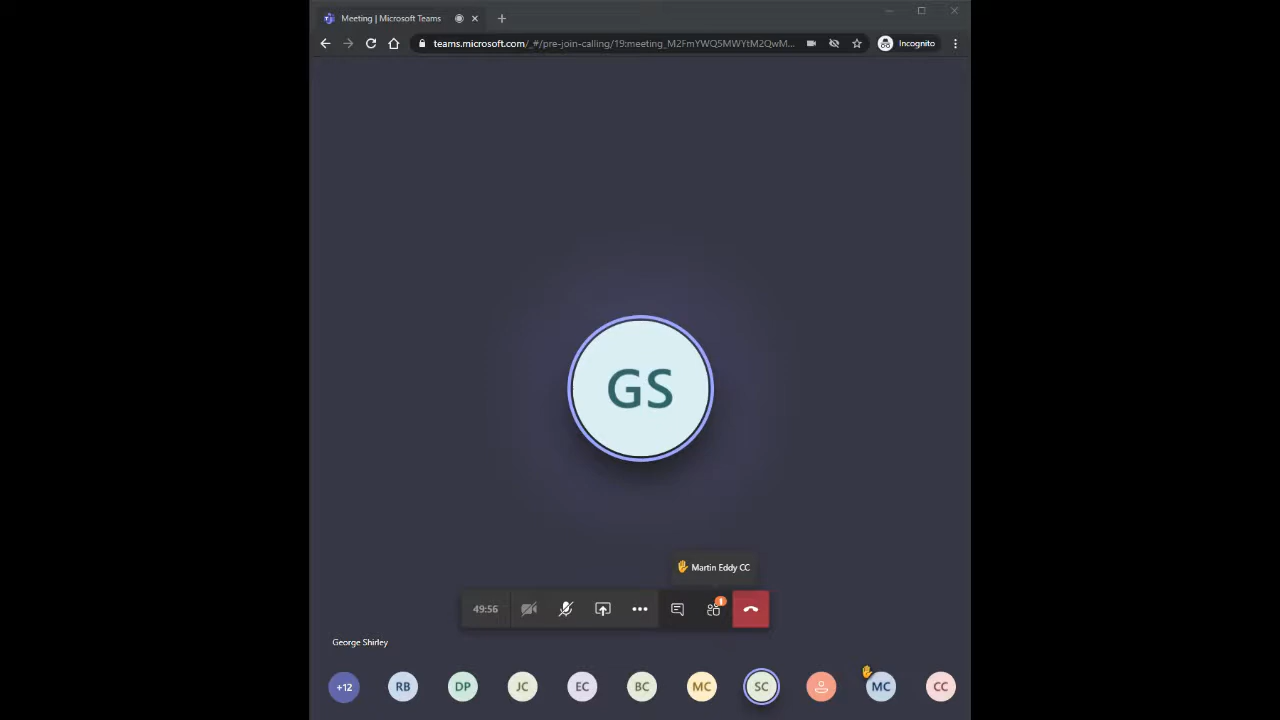 Meeting | Microsoft Teams
teams.microsoft.com/_#/pre-join-calling/19:meeting_M2FmYWQ5MWYtM2QwM...
Incognito
GS
Martin Eddy CC
49:56
George Shirley
+12 RB DP JC EC BC MC SC MC CC